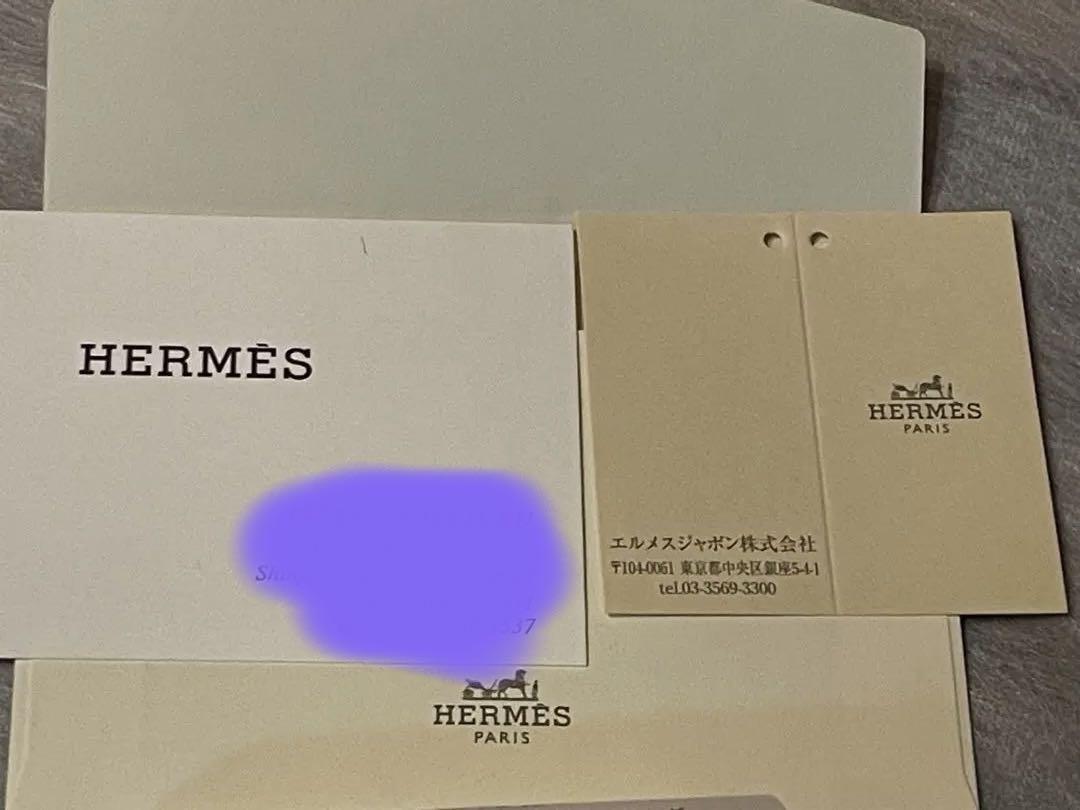 HERMÈS
HERMÈS
PARIS
エルメスジャポン株式会社
〒104-0061 東京都中央区銀座5-4-1
tel.03-3569-3300
HERMÈS
PARIS